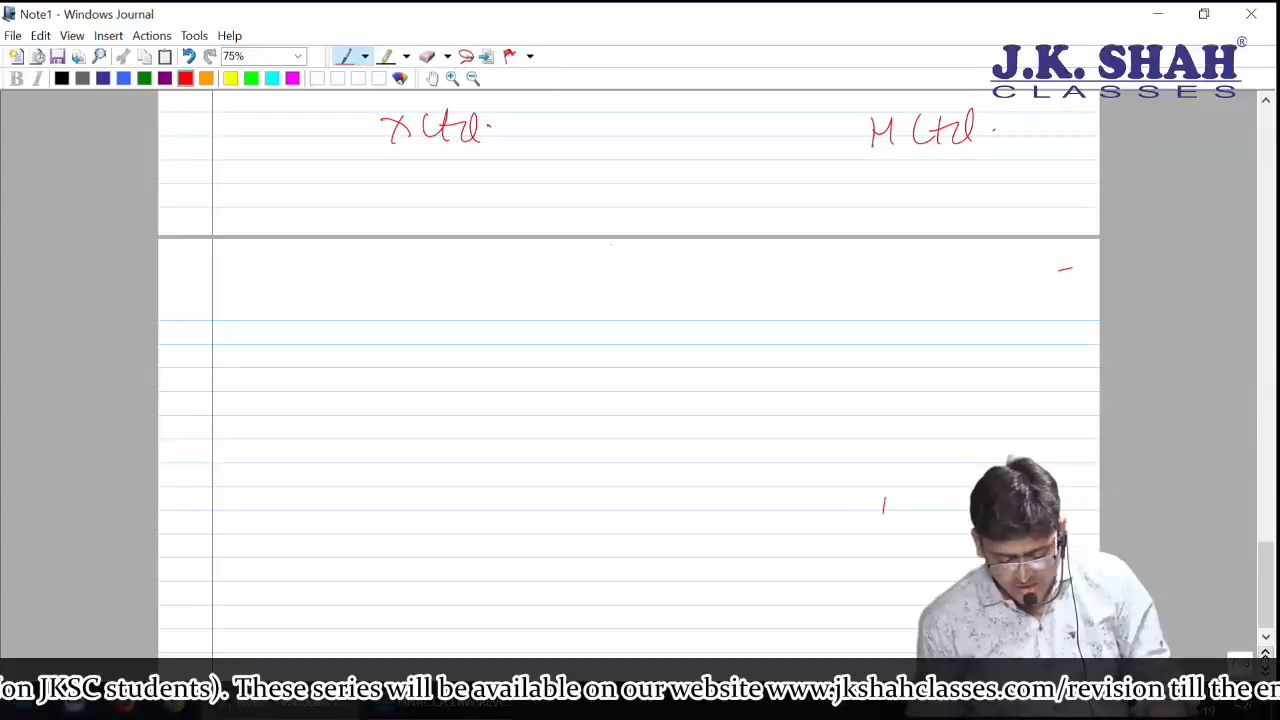 Note1 - Windows Journal
File Edit View Insert Actions Tools Help
75%
B I
J.K. SHAH®
CLASSES
X Ltd.
H Ltd.
on JKSC students). These series will be available on our website www.jkshahclasses.com/revision till the en